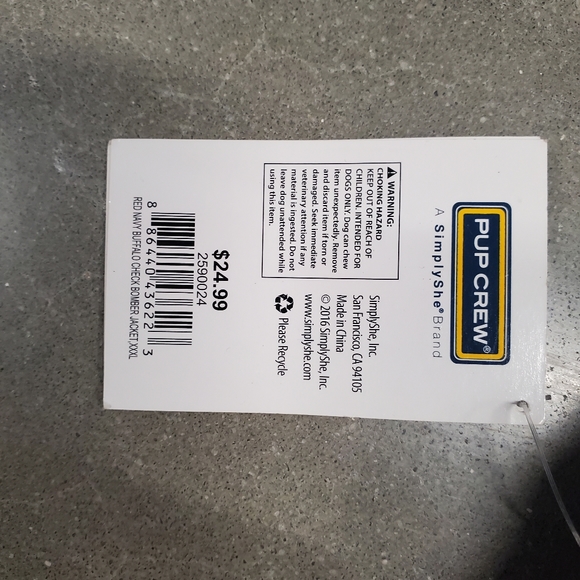 PUP CREW®
A SimplyShe® Brand
⚠ WARNING:
CHOKING HAZARD
KEEP OUT OF REACH OF
CHILDREN. INTENDED FOR
DOGS ONLY. Dog can chew
item unexpectedly. Remove
and discard item if torn or
damaged. Seek immediate
veterinary attention if any
material is ingested. Do not
leave dog unattended while
using this item.
SimplyShe, Inc.
San Francisco, CA 94105
Made in China
© 2016 SimplyShe, Inc.
www.simplyshe.com
Please Recycle
$24.99
2590024
8 86440 43622 3
RED NAVY BUFFALO CHECK BOMBER JACKET/XXXL